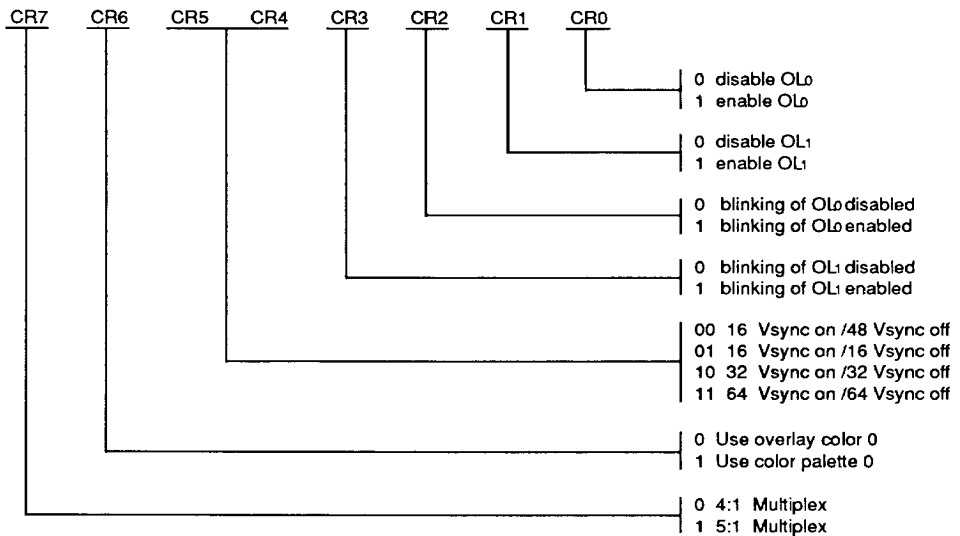 CR7 CR6 CR5 CR4 CR3 CR2 CR1 CR0
0 disable OL0
1 enable OL0
0 disable OL1
1 enable OL1
0 blinking of OL0 disabled
1 blinking of OL0 enabled
0 blinking of OL1 disabled
1 blinking of OL1 enabled
00 16 Vsync on /48 Vsync off
01 16 Vsync on /16 Vsync off
10 32 Vsync on /32 Vsync off
11 64 Vsync on /64 Vsync off
0 Use overlay color 0
1 Use color palette 0
0 4:1 Multiplex
1 5:1 Multiplex